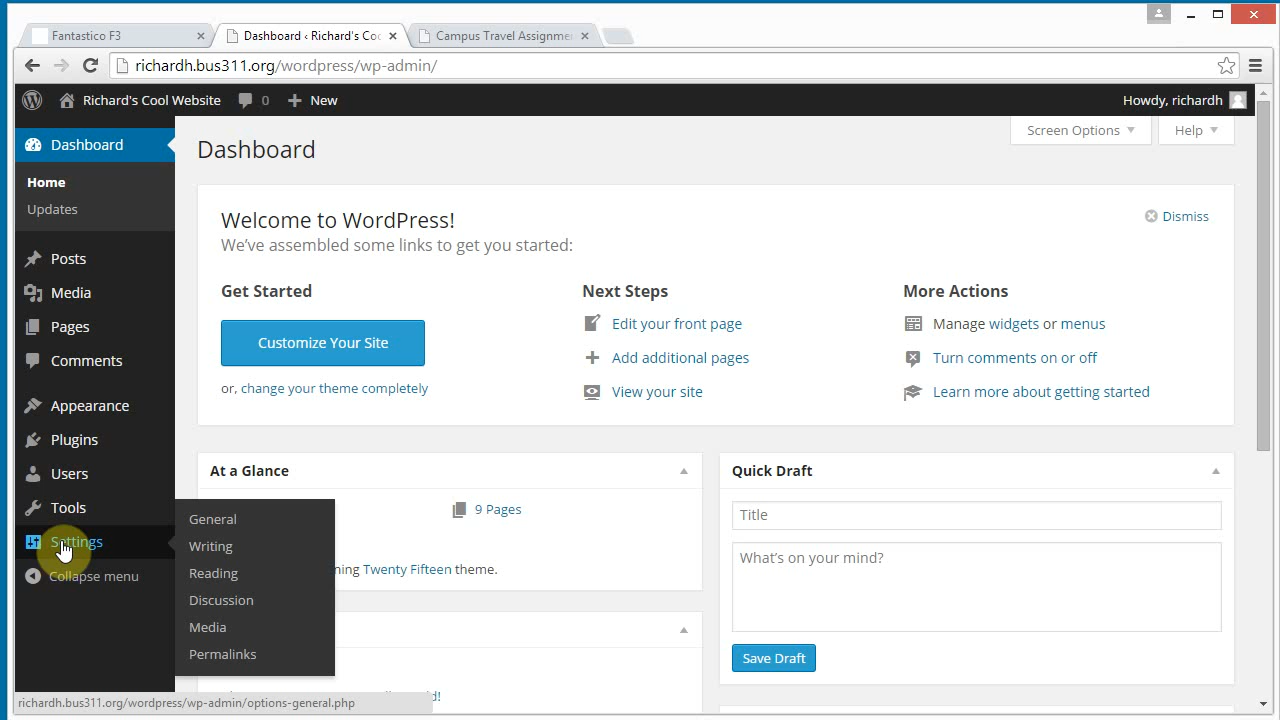 Fantastico F3
Dashboard ‹ Richard's Coo
Campus Travel Assignmen
richardh.bus311.org/wordpress/wp-admin/
Richard's Cool Website
0
New
Howdy, richardh
Dashboard
Home
Updates
Posts
Media
Pages
Comments
Appearance
Plugins
Users
Tools
Settings
Collapse menu
General
Writing
Reading
Discussion
Media
Permalinks
Dashboard
Screen Options
Help
Welcome to WordPress!
We've assembled some links to get you started:
Dismiss
Get Started
Customize Your Site
or, change your theme completely
Next Steps
Edit your front page
Add additional pages
View your site
More Actions
Manage widgets or menus
Turn comments on or off
Learn more about getting started
At a Glance
9 Pages
ning Twenty Fifteen theme.
Quick Draft
Title
What's on your mind?
Save Draft
d!
richardh.bus311.org/wordpress/wp-admin/options-general.php